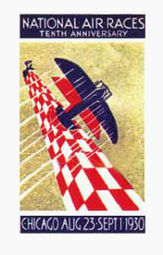 NATIONAL AIR RACES
TENTH ANNIVERSARY
CHICAGO AUG 23-SEPT 1 1930